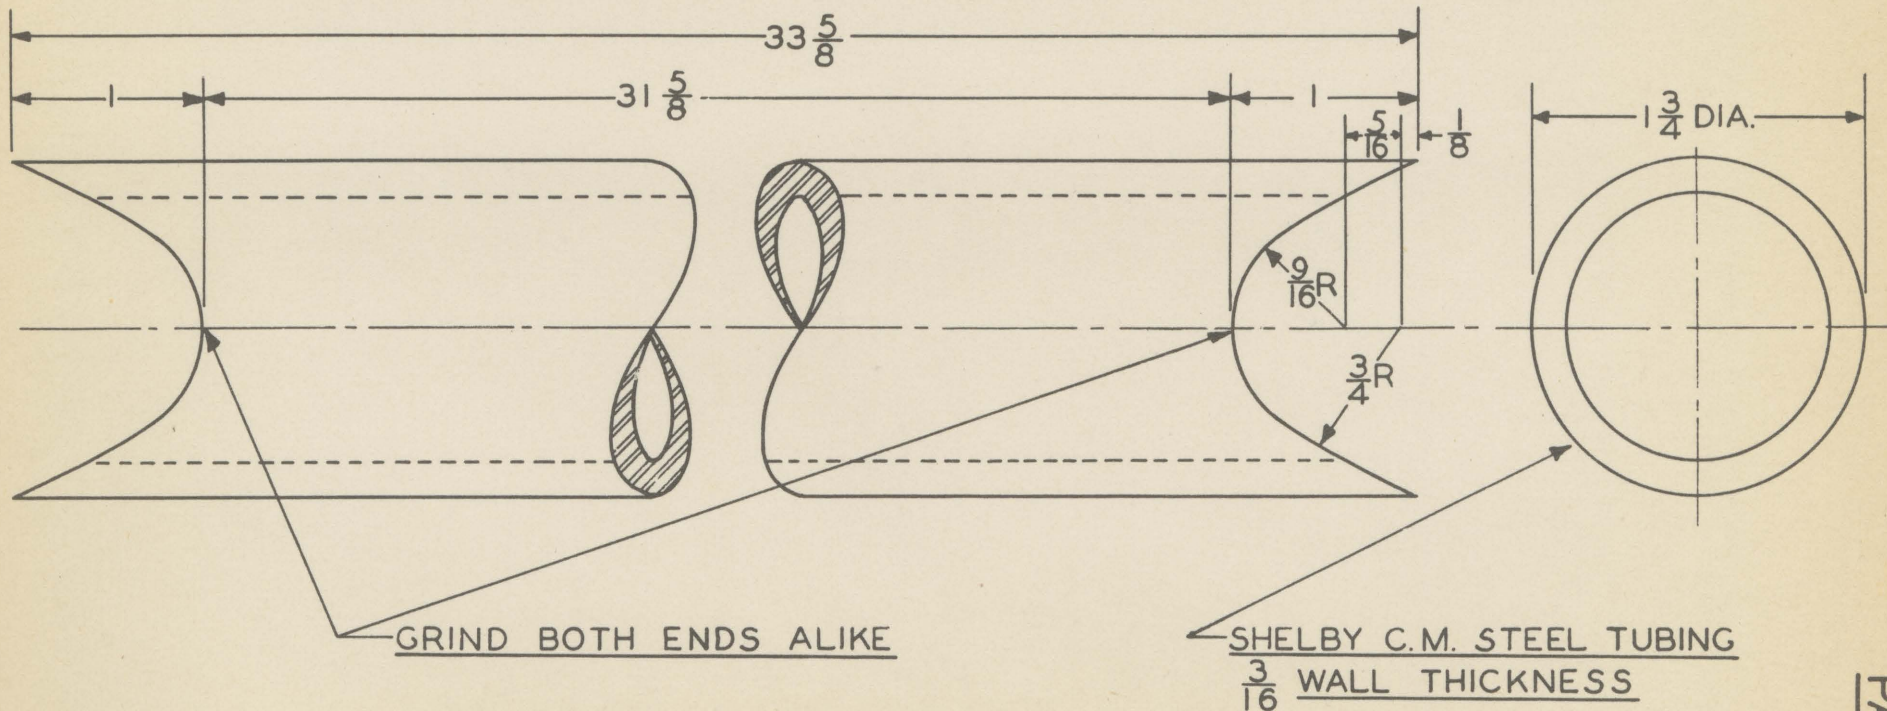 33 5/8
1
31 5/8
1
5/16
1/8
1 3/4 DIA.
9/16 R
3/4 R
GRIND BOTH ENDS ALIKE
SHELBY C.M. STEEL TUBING
3/16 WALL THICKNESS